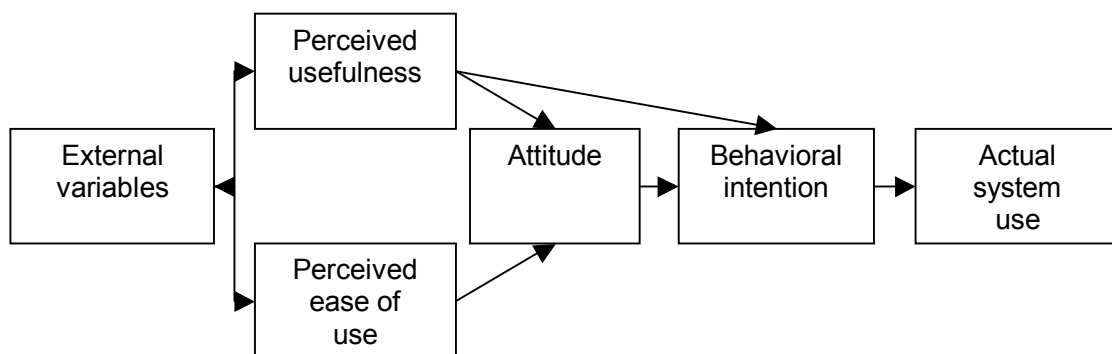 Perceived
usefulness
External
variables
Attitude
Behavioral
intention
Actual
system
use
Perceived
ease of
use